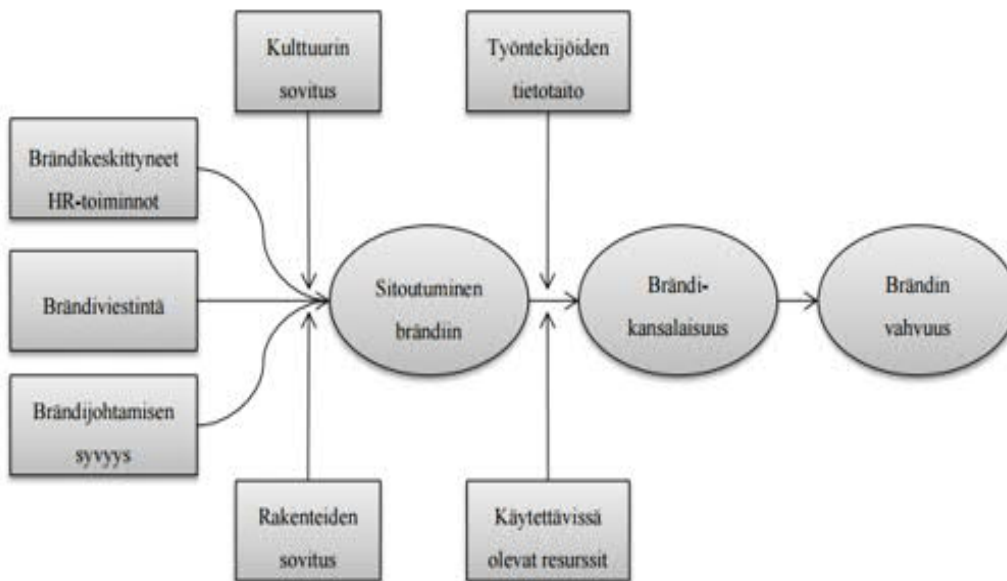 Kulttuurin
sovitus
Työntekijöiden
tietotaito
Brändikeskittyneet
HR-toiminnot
Brändiviestintä
Brändijohtamisen
syvyys
Sitoutuminen
brändiin
Brändi-
kansalaisuus
Brändin
vahvuus
Rakenteiden
sovitus
Käytettävissä
olevat resurssit